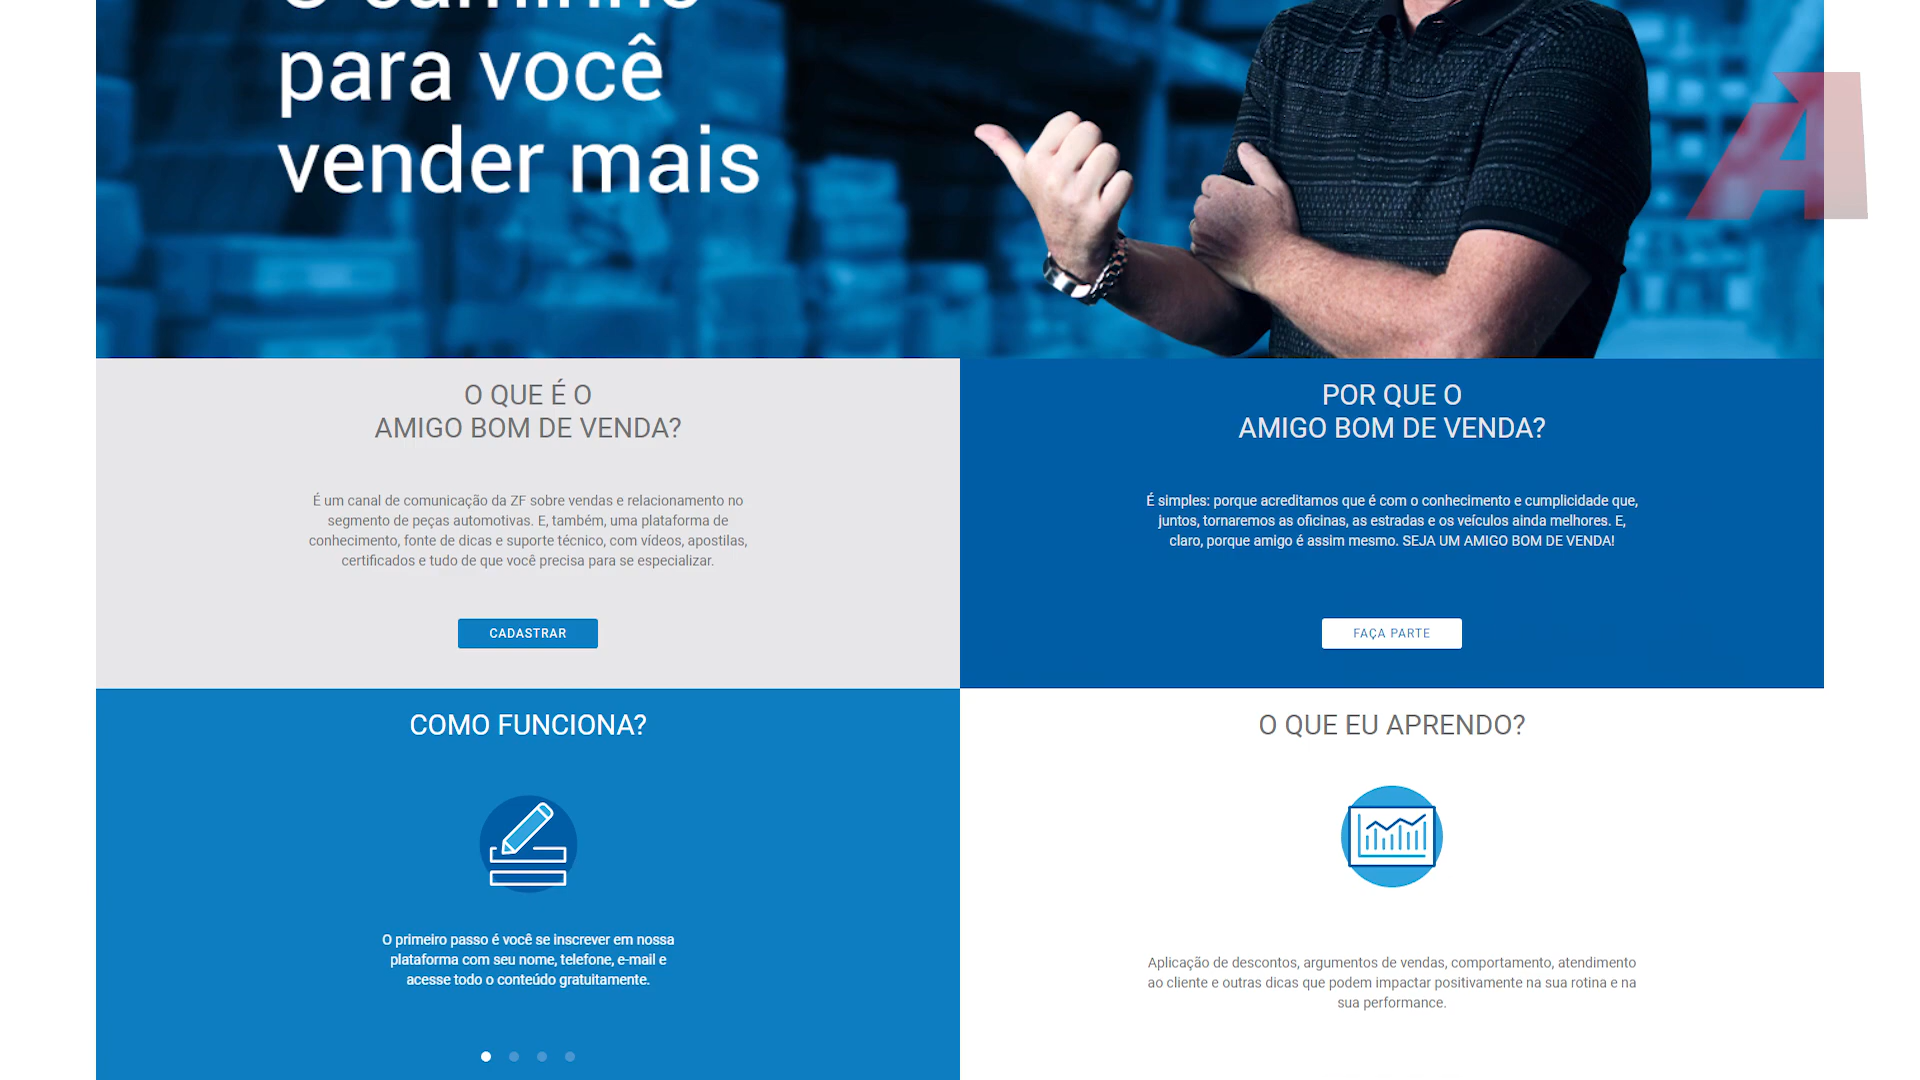 O caminho
para você
vender mais
O QUE É O
AMIGO BOM DE VENDA?
É um canal de comunicação da ZF sobre vendas e relacionamento no
segmento de peças automotivas. E, também, uma plataforma de
conhecimento, fonte de dicas e suporte técnico, com vídeos, apostilas,
certificados e tudo de que você precisa para se especializar.
CADASTRAR
POR QUE O
AMIGO BOM DE VENDA?
É simples: porque acreditamos que é com o conhecimento e cumplicidade que,
juntos, tornaremos as oficinas, as estradas e os veículos ainda melhores. E,
claro, porque amigo é assim mesmo. SEJA UM AMIGO BOM DE VENDA!
FAÇA PARTE
COMO FUNCIONA?
O primeiro passo é você se inscrever em nossa
plataforma com seu nome, telefone, e-mail e
acesse todo o conteúdo gratuitamente.
O QUE EU APRENDO?
Aplicação de descontos, argumentos de vendas, comportamento, atendimento
ao cliente e outras dicas que podem impactar positivamente na sua rotina e na
sua performance.
A